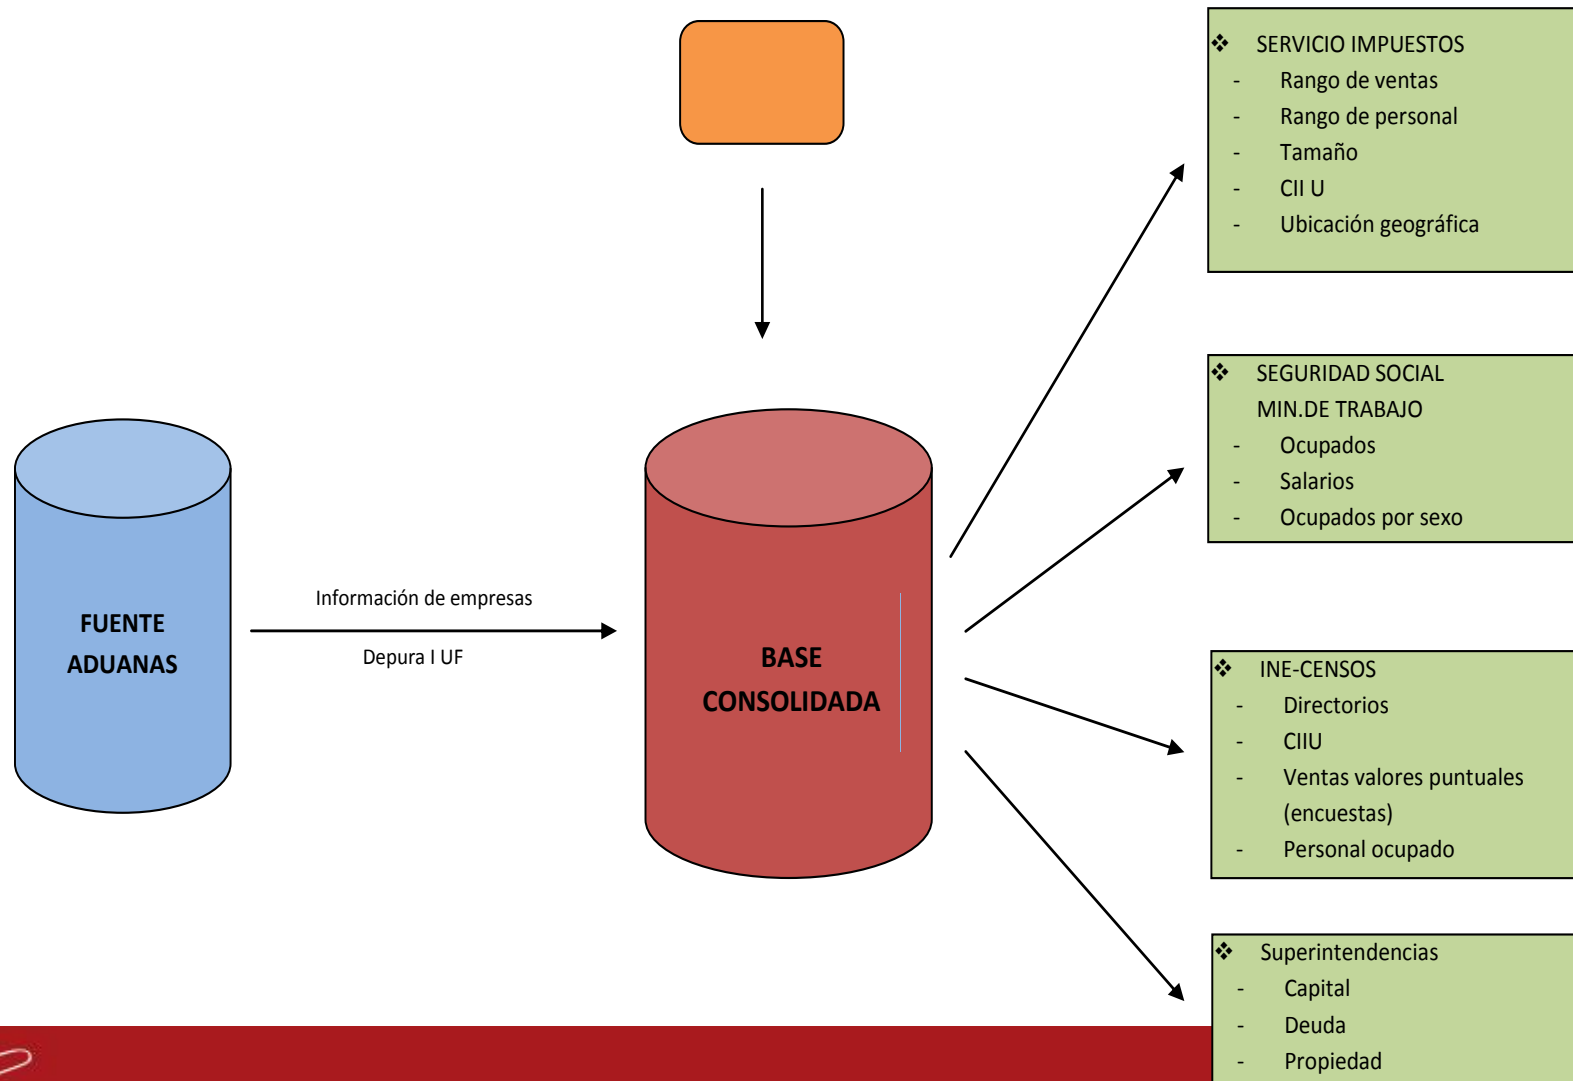 ❖ SERVICIO IMPUESTOS
- Rango de ventas
- Rango de personal
- Tamaño
- CII U
- Ubicación geográfica
❖ SEGURIDAD SOCIAL
MIN.DE TRABAJO
- Ocupados
- Salarios
- Ocupados por sexo
FUENTE
ADUANAS
Información de empresas
Depura I UF
BASE
CONSOLIDADA
❖ INE-CENSOS
- Directorios
- CIIU
- Ventas valores puntuales
(encuestas)
- Personal ocupado
❖ Superintendencias
- Capital
- Deuda
- Propiedad